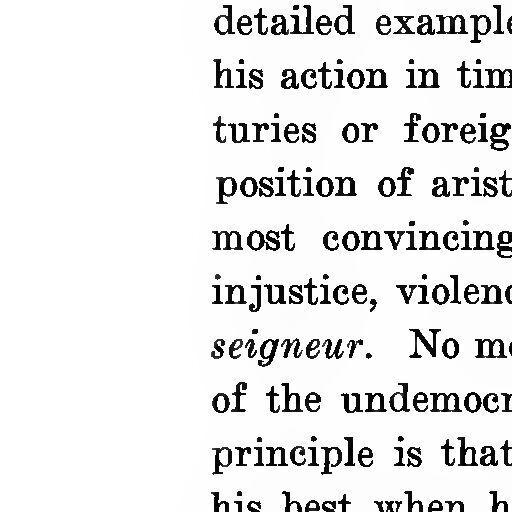 detailed example
his action in tim
turies or foreig
position of arist
most convincing
injustice, violenc
seigneur. No mo
of the undemocr
principle is that
his best when h